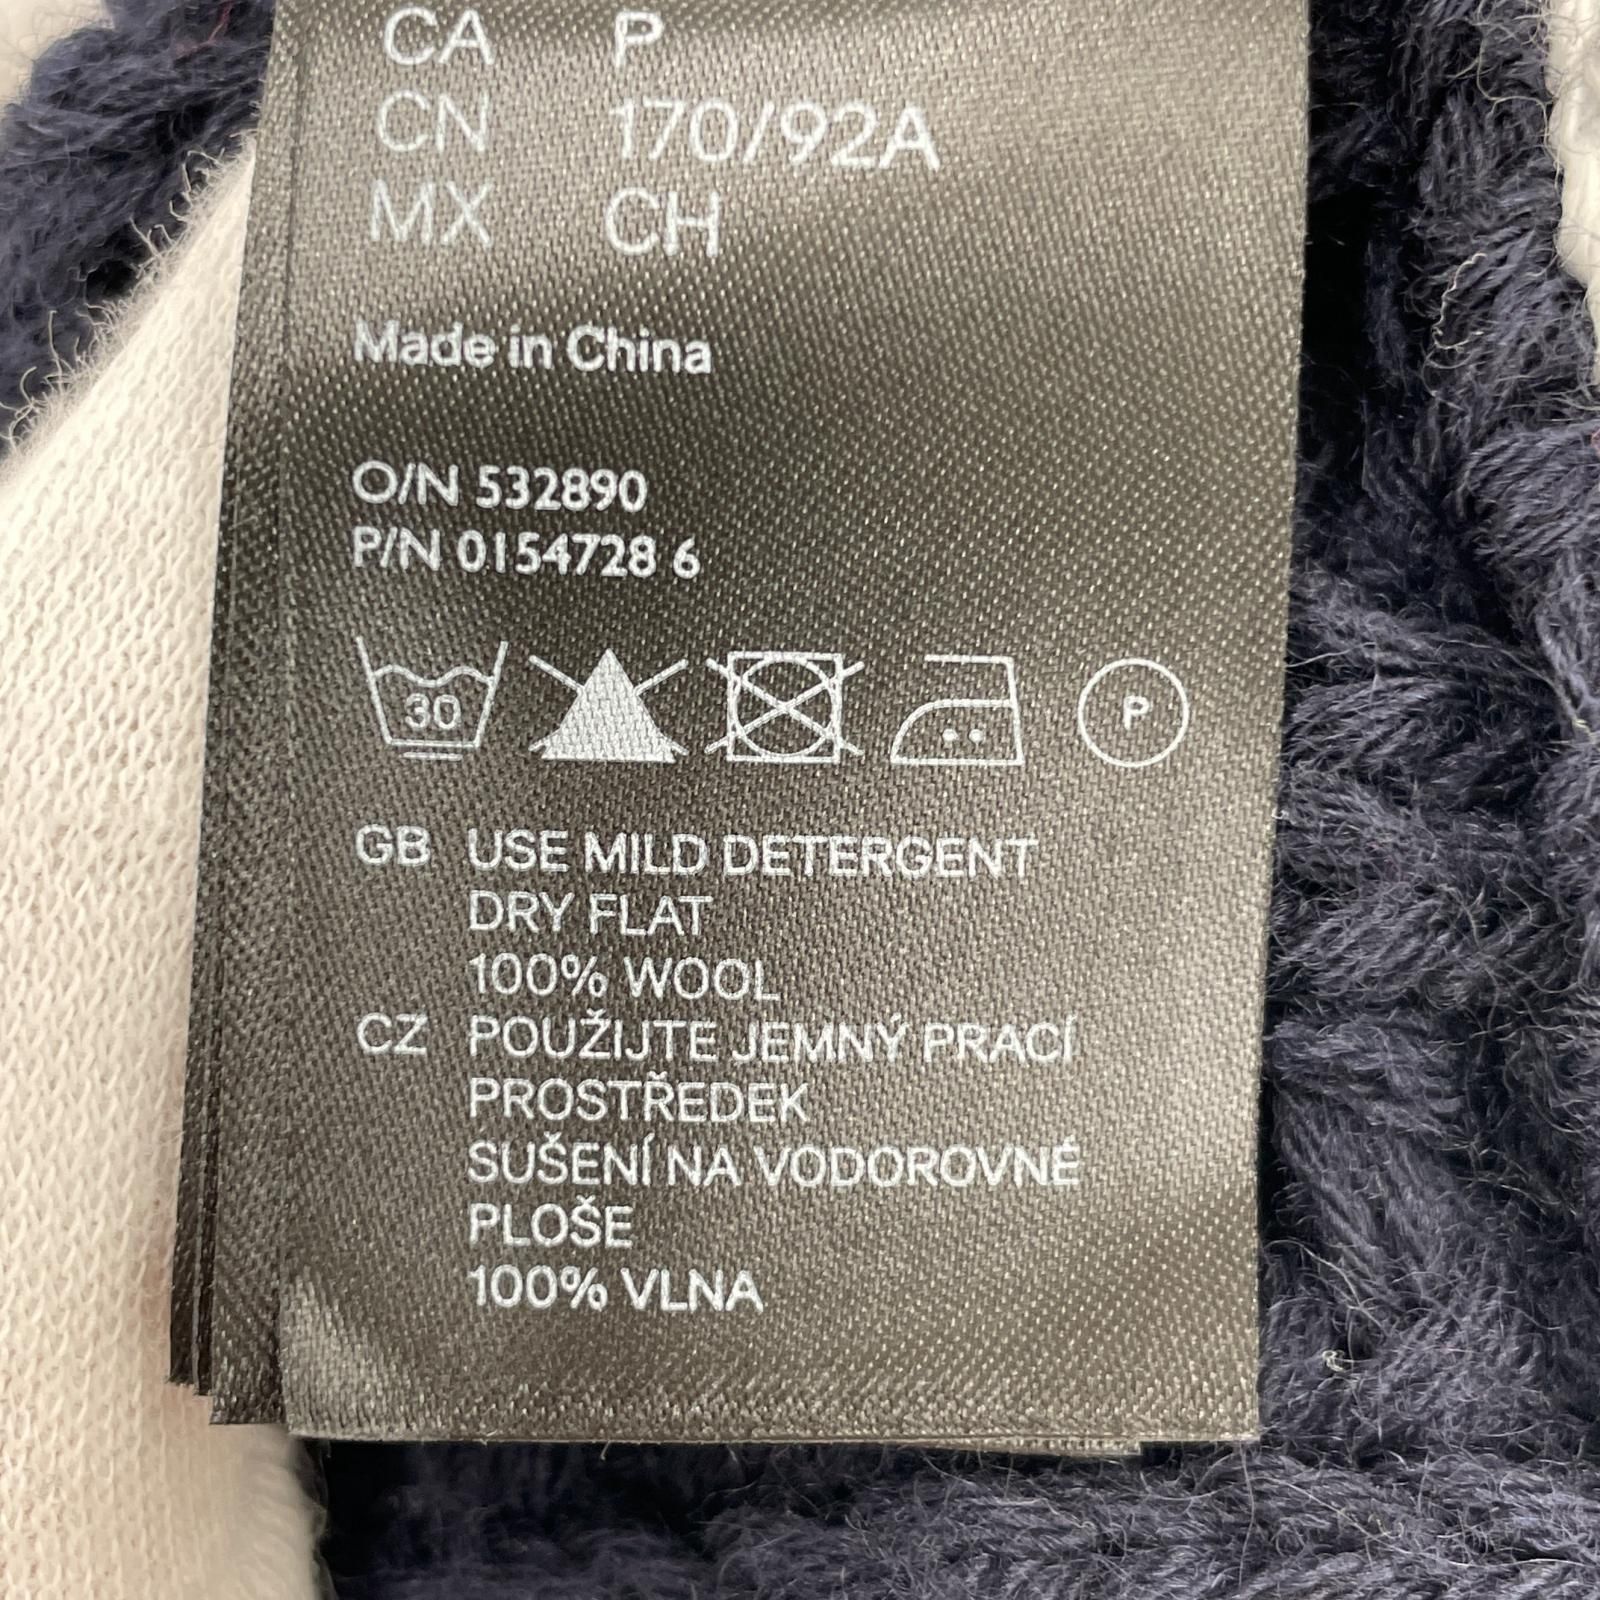 CA P
CN 170/92A
MX CH
Made in China
O/N 532890
P/N 0154728 6
30 P
GB USE MILD DETERGENT
DRY FLAT
100% WOOL
CZ POUŽIJTE JEMNÝ PRACÍ
PROSTŘEDEK
SUŠENÍ NA VODOROVNÉ
PLOŠE
100% VLNA